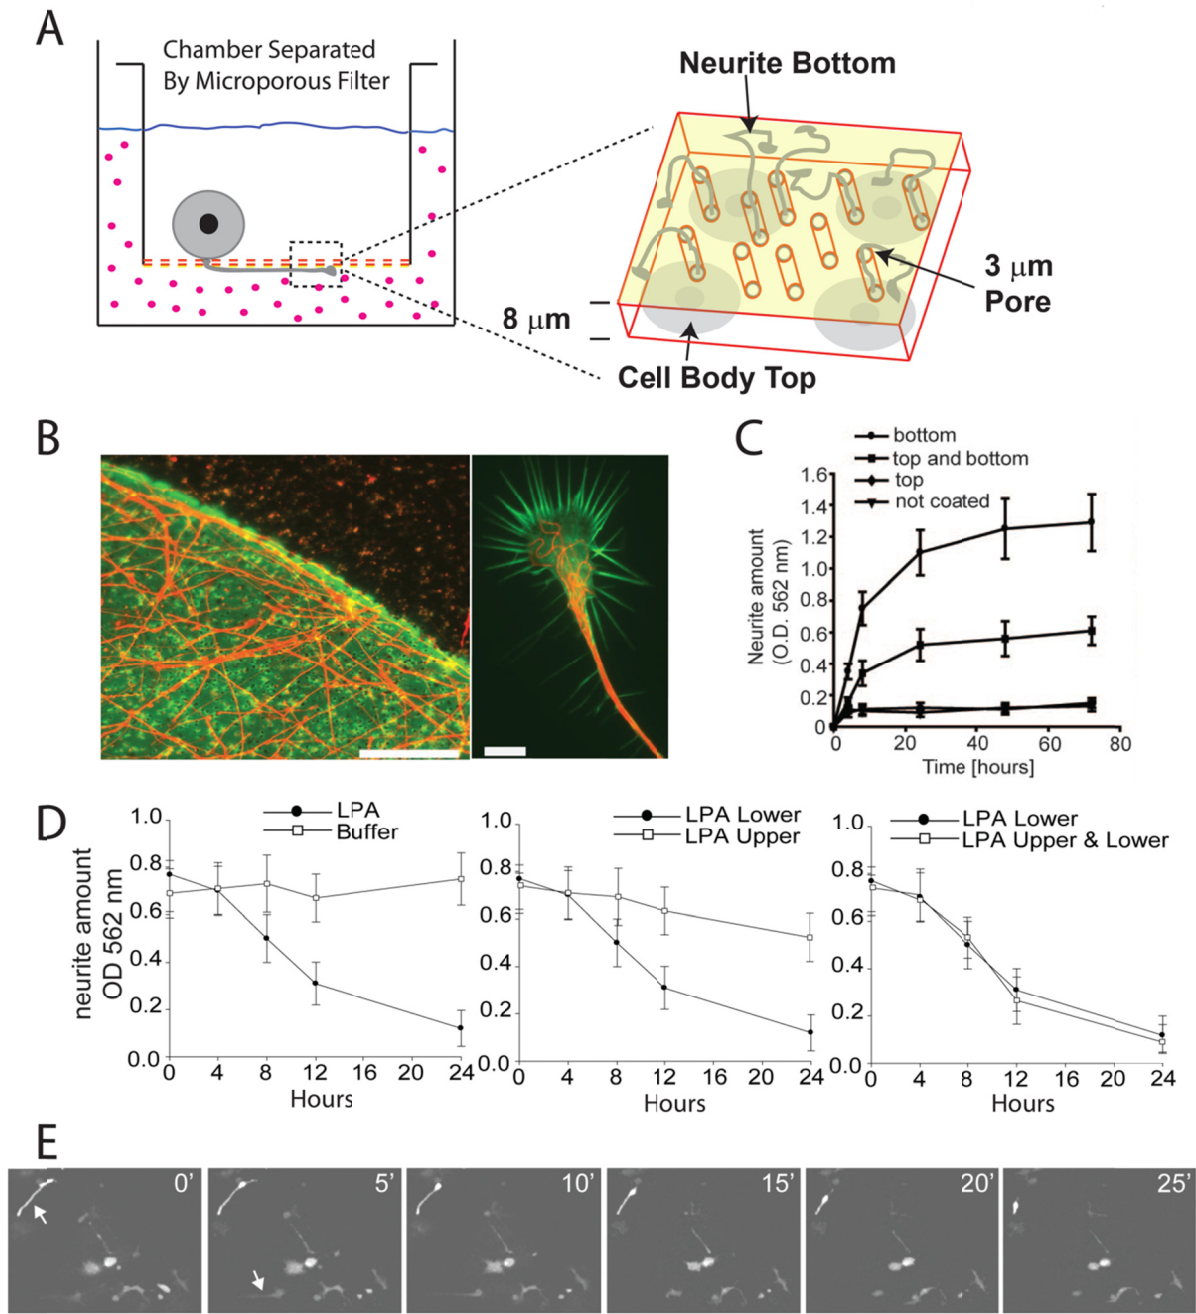 A
Chamber Separated
By Microporous Filter
Neurite Bottom
3 μm
Pore
8 μm
Cell Body Top
B
C
bottom
top and bottom
top
not coated
1.6
1.4
1.2
1.0
0.8
0.6
0.4
0.2
0
0 20 40 60 80
Neurite amount
(O.D. 562 nm)
Time [hours]
D
LPA
Buffer
1.0
0.8
0.6
0.4
0.2
0.0
0 4 8 12 16 20 24
neurite amount
OD 562 nm
Hours
LPA Lower
LPA Upper
1.0
0.8
0.6
0.4
0.2
0.0
0 4 8 12 16 20 24
Hours
LPA Lower
LPA Upper & Lower
1.0
0.8
0.6
0.4
0.2
0.0
0 4 8 12 16 20 24
Hours
E
0' 5' 10' 15' 20' 25'